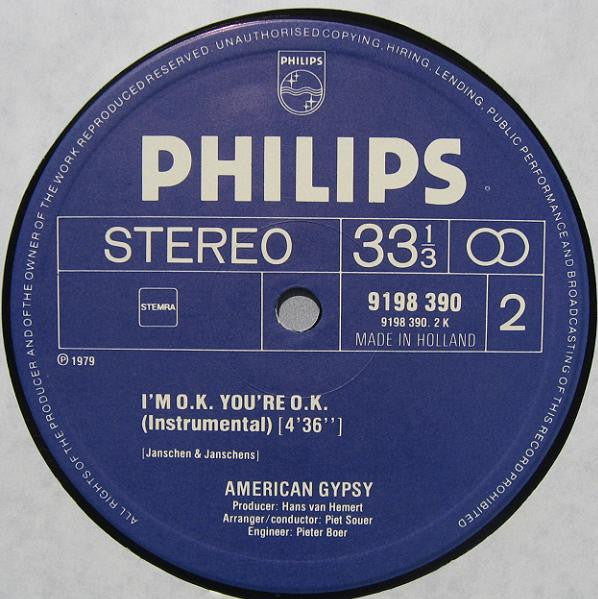 ALL RIGHTS OF THE PRODUCER AND OF THE OWNER OF THE WORK REPRODUCED RESERVED. UNAUTHORISED COPYING, HIRING, LENDING, PUBLIC PERFORMANCE AND BROADCASTING OF THIS RECORD PROHIBITED
PHILIPS
PHILIPS
STEREO 33 1/3
STEMRA 9198 390 2
9198 390. 2 K
MADE IN HOLLAND
℗ 1979
I'M O.K. YOU'RE O.K.
(Instrumental) [4'36'']
[Janschen & Janschens]
AMERICAN GYPSY
Producer: Hans van Hemert
Arranger/conductor: Piet Souer
Engineer: Pieter Boer